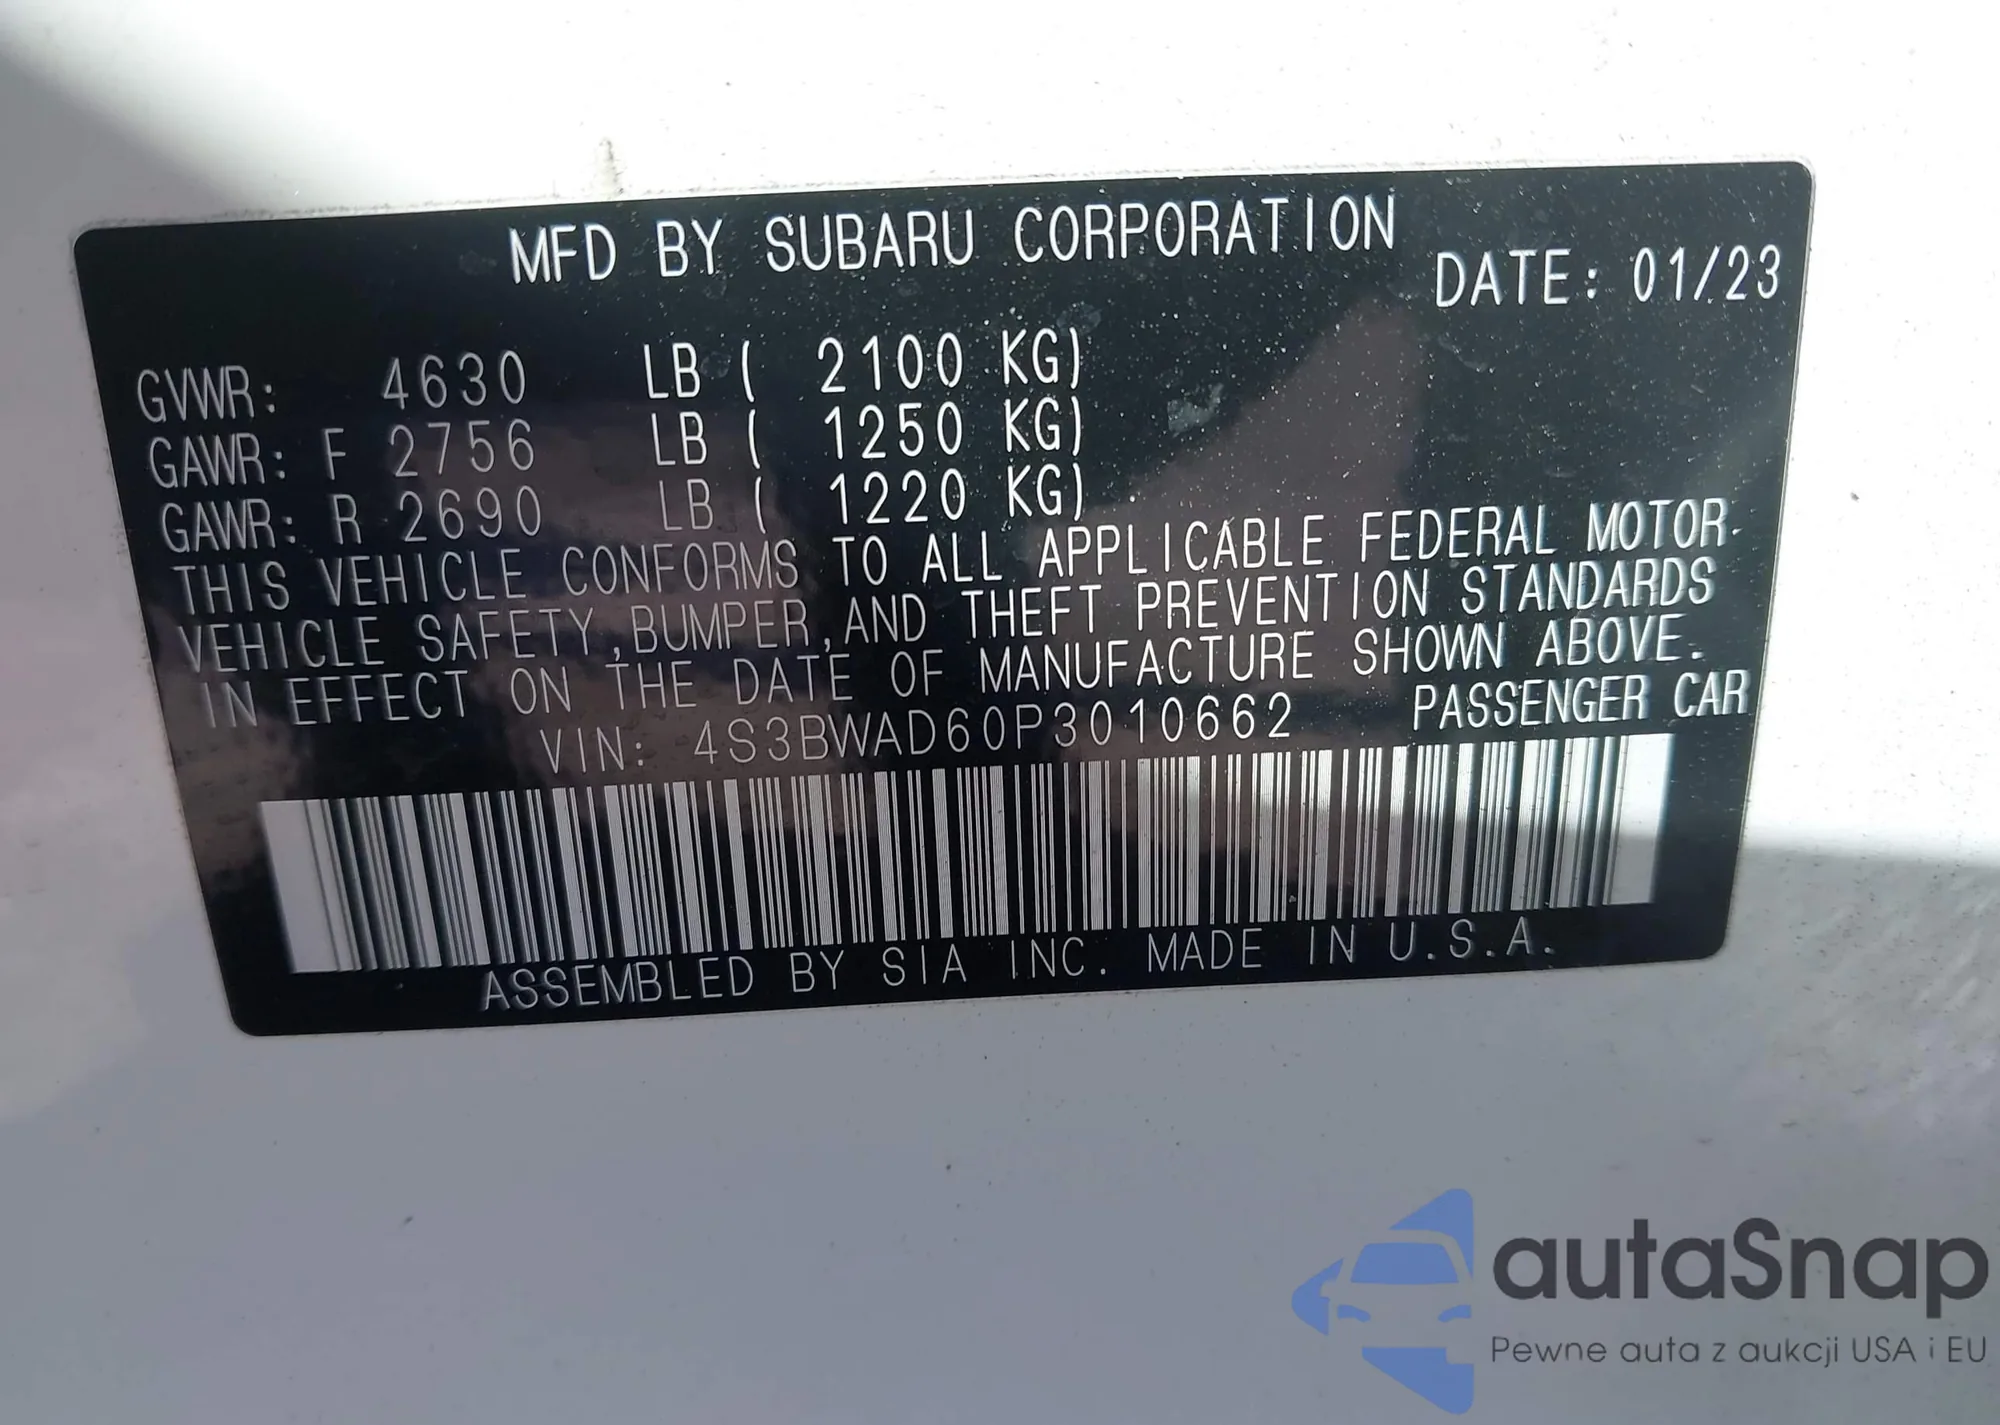 MFD BY SUBARU CORPORATION
DATE: 01/23
GVWR: 4630 LB ( 2100 KG)
GAWR: F 2756 LB ( 1250 KG)
GAWR: R 2690 LB ( 1220 KG)
THIS VEHICLE CONFORMS TO ALL APPLICABLE FEDERAL MOTOR-
VEHICLE SAFETY,BUMPER,AND THEFT PREVENTION STANDARDS
IN EFFECT ON THE DATE OF MANUFACTURE SHOWN ABOVE.
VIN: 4S3BWAD60P3010662 PASSENGER CAR
ASSEMBLED BY SIA INC. MADE IN U.S.A.
autaSnap
Pewne auta z aukcji USA i EU